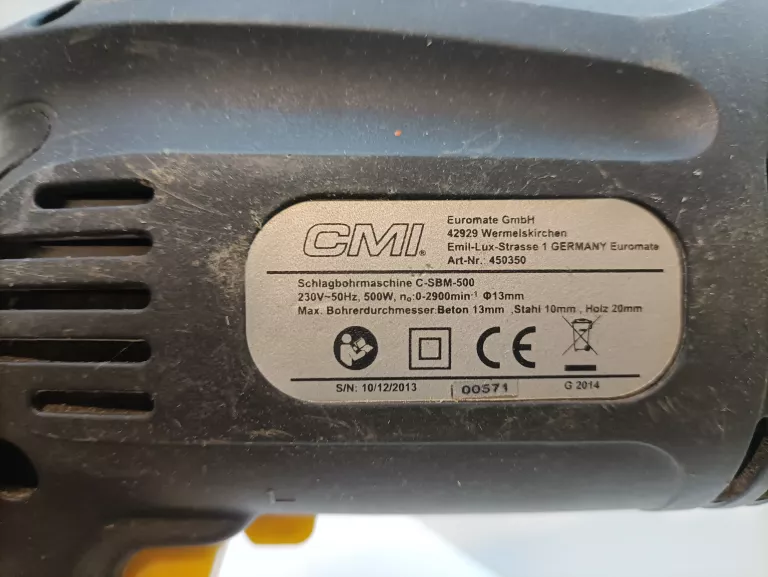 CMI®
Euromate GmbH
42929 Wermelskirchen
Emil-Lux-Strasse 1 GERMANY Euromate
Art-Nr.: 450350
Schlagbohrmaschine C-SBM-500
230V~50Hz, 500W, n₀:0-2900min⁻¹ Φ13mm
Max. Bohrerdurchmesser:Beton 13mm ,Stahl 10mm , Holz 20mm
CE
S/N: 10/12/2013 00571 G 2014